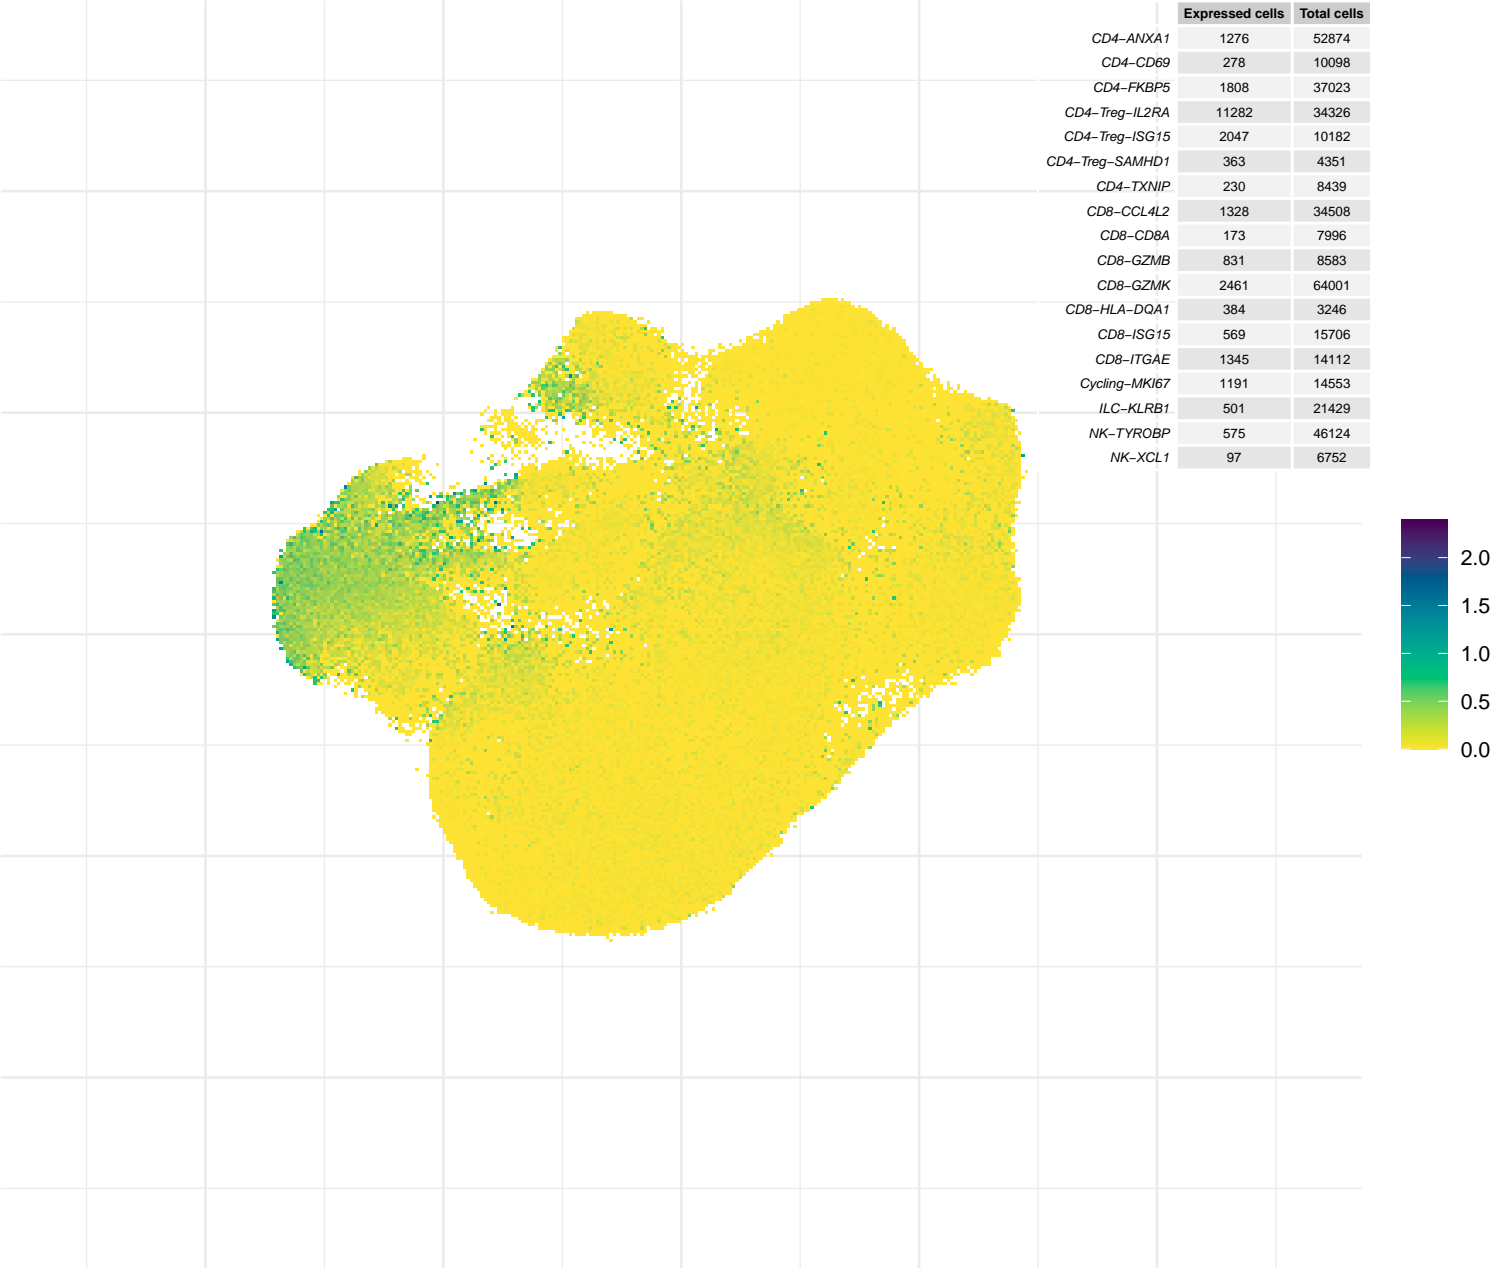 Expressed cells Total cells
CD4−ANXA1 1276 52874
CD4−CD69 278 10098
CD4−FKBP5 1808 37023
CD4−Treg−IL2RA 11282 34326
CD4−Treg−ISG15 2047 10182
CD4−Treg−SAMHD1 363 4351
CD4−TXNIP 230 8439
CD8−CCL4L2 1328 34508
CD8−CD8A 173 7996
CD8−GZMB 831 8583
CD8−GZMK 2461 64001
CD8−HLA−DQA1 384 3246
CD8−ISG15 569 15706
CD8−ITGAE 1345 14112
Cycling−MKI67 1191 14553
ILC−KLRB1 501 21429
NK−TYROBP 575 46124
NK−XCL1 97 6752
2.0
1.5
1.0
0.5
0.0